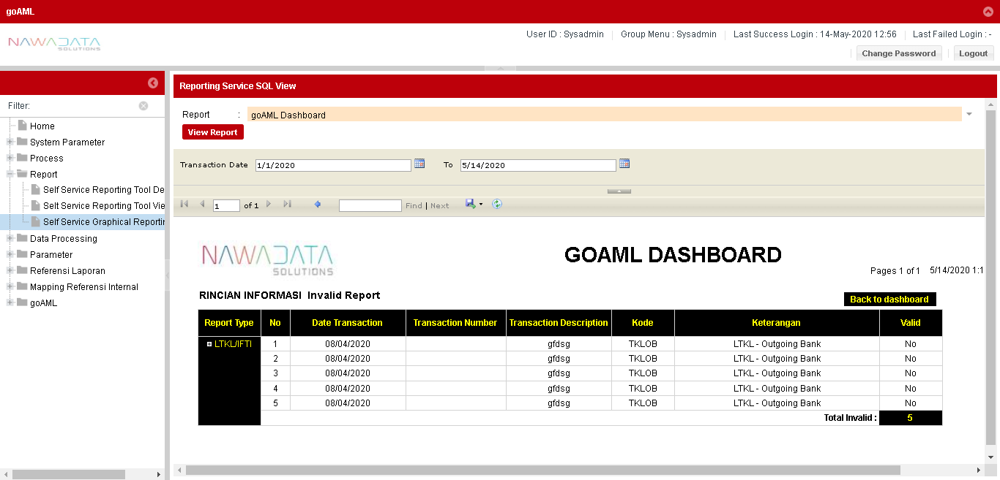 goAML
NAWADATA
SOLUTIONS
User ID : Sysadmin
Group Menu : Sysadmin
Last Success Login : 14-May-2020 12:56
Last Failed Login : -
Change Password
Logout
Filter:
Home
System Parameter
Process
Report
Self Service Reporting Tool De
Self Service Reporting Tool Vie
Self Service Graphical Reportin
Data Processing
Parameter
Referensi Laporan
Mapping Referensi Internal
goAML
Reporting Service SQL View
Report : goAML Dashboard
View Report
Transaction Date 1/1/2020 To 5/14/2020
1 of 1 Find | Next
NAWADATA
SOLUTIONS
GOAML DASHBOARD
Pages 1 of 1 5/14/2020 1:1
RINCIAN INFORMASI Invalid Report
Back to dashboard
Report Type No Date Transaction Transaction Number Transaction Description Kode Keterangan Valid
LTKL/IFTI 1 08/04/2020 gfdsg TKLOB LTKL - Outgoing Bank No
2 08/04/2020 gfdsg TKLOB LTKL - Outgoing Bank No
3 08/04/2020 gfdsg TKLOB LTKL - Outgoing Bank No
4 08/04/2020 gfdsg TKLOB LTKL - Outgoing Bank No
5 08/04/2020 gfdsg TKLOB LTKL - Outgoing Bank No
Total Invalid : 5